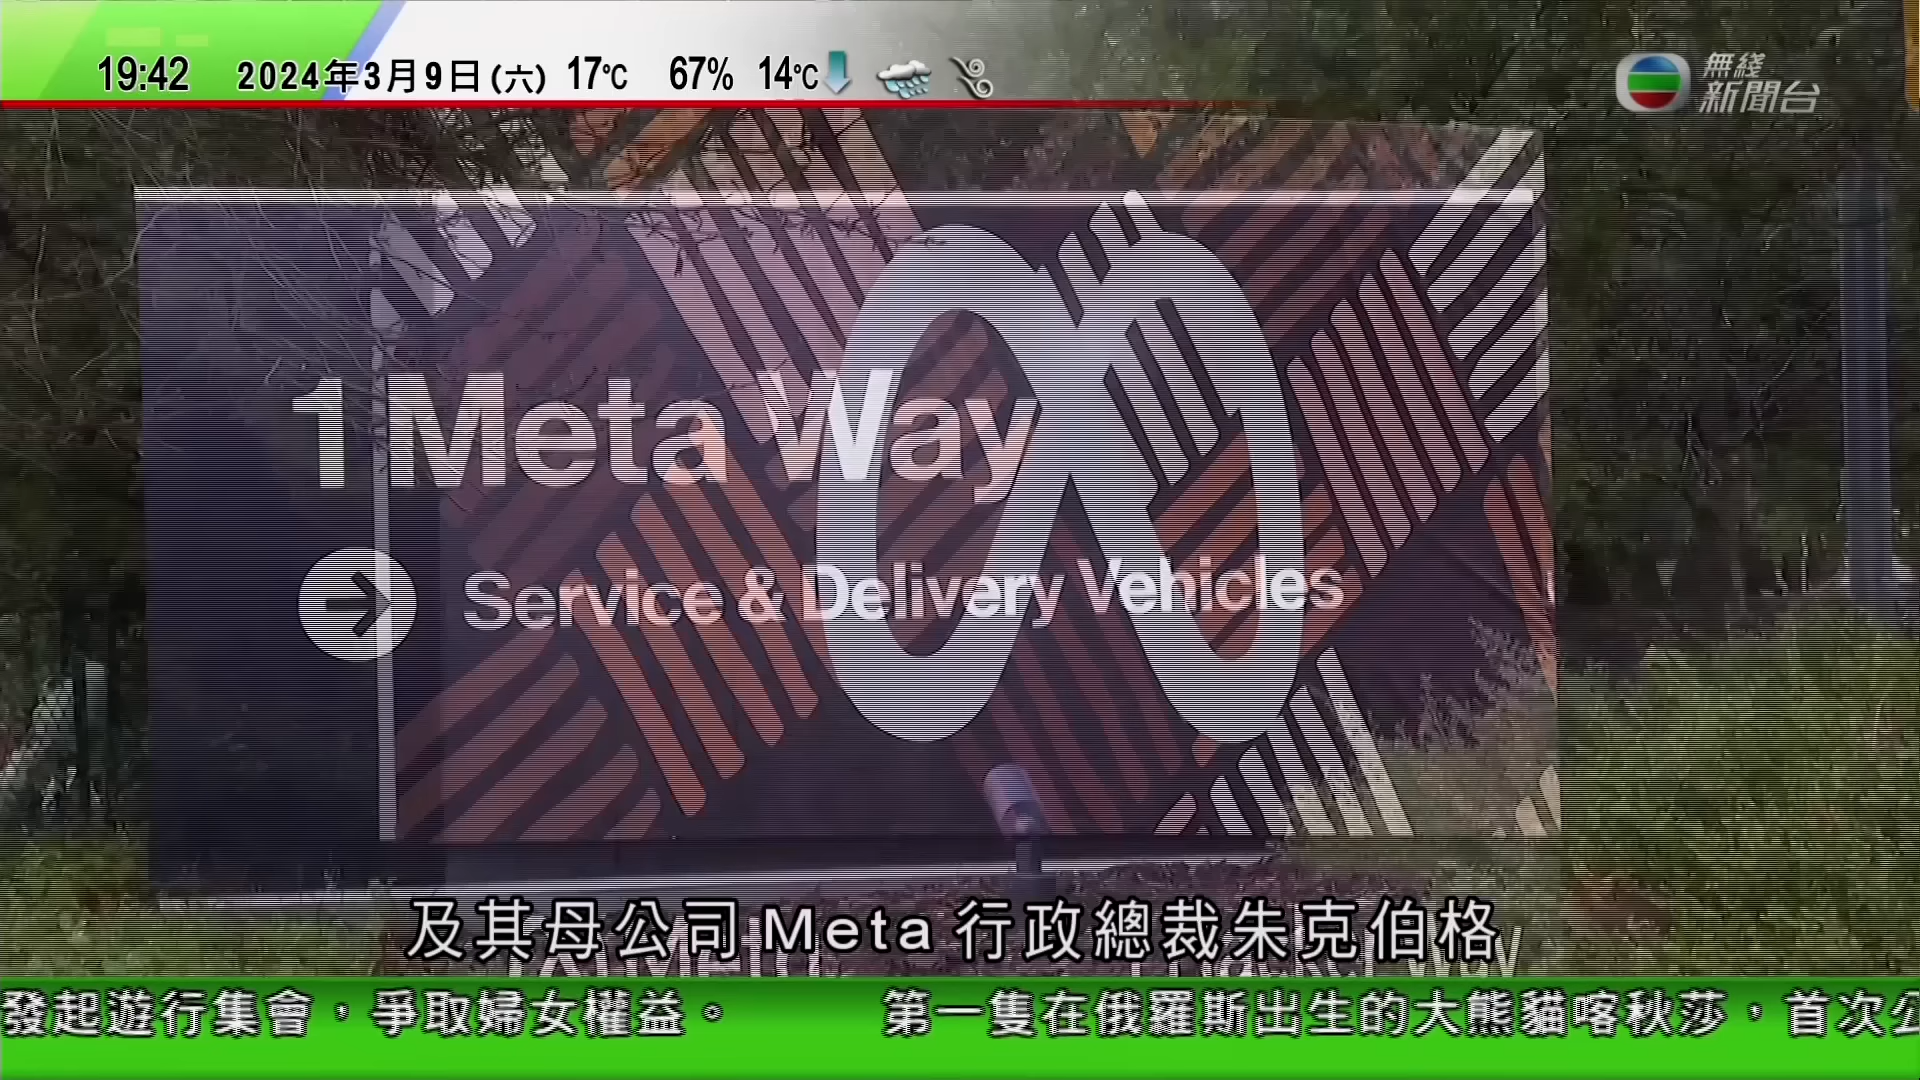 19:42 2024年3月9日(六) 17℃ 67% 14℃
無綫
新聞台
1 Meta Way
Service & Delivery Vehicles
及其母公司Meta行政總裁朱克伯格
發起遊行集會，爭取婦女權益。 第一隻在俄羅斯出生的大熊貓喀秋莎，首次公